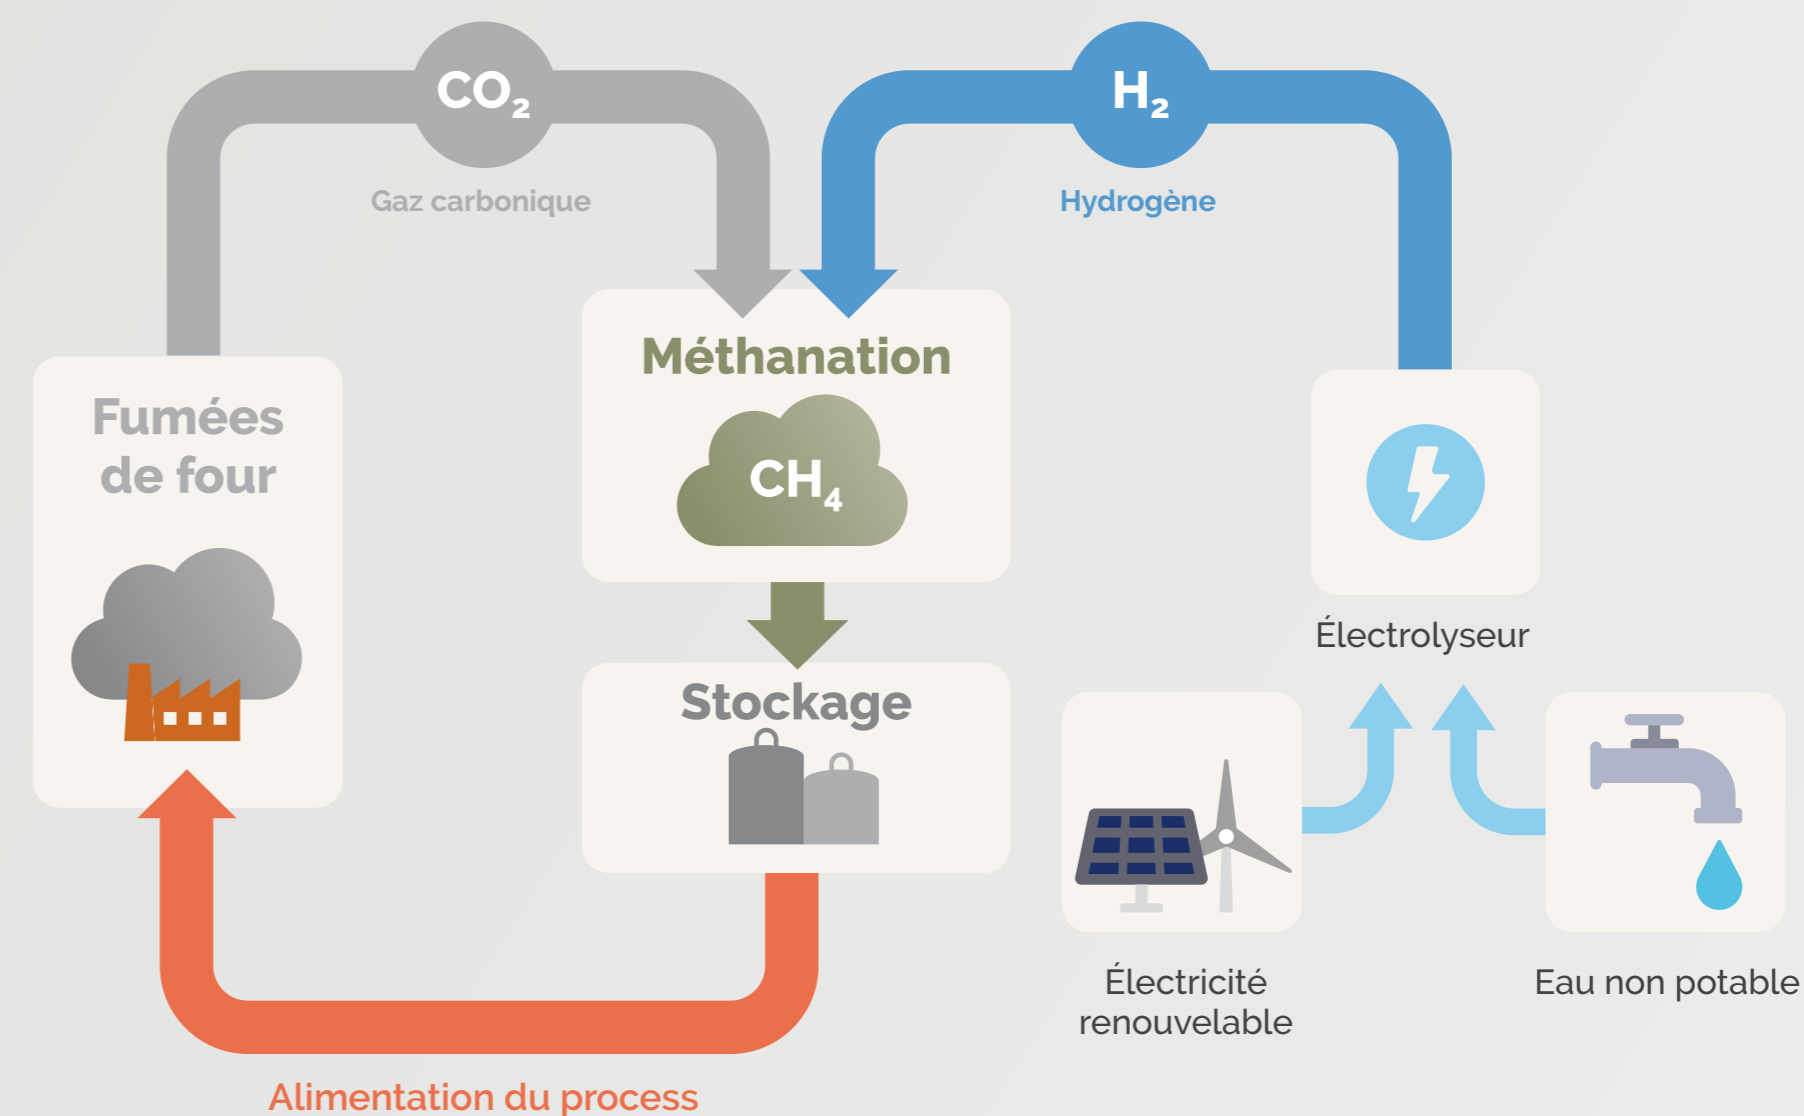 CO₂
H₂
Gaz carbonique
Hydrogène
Méthanation
CH₄
Fumées
de four
Électrolyseur
Stockage
Électricité
renouvelable
Eau non potable
Alimentation du process